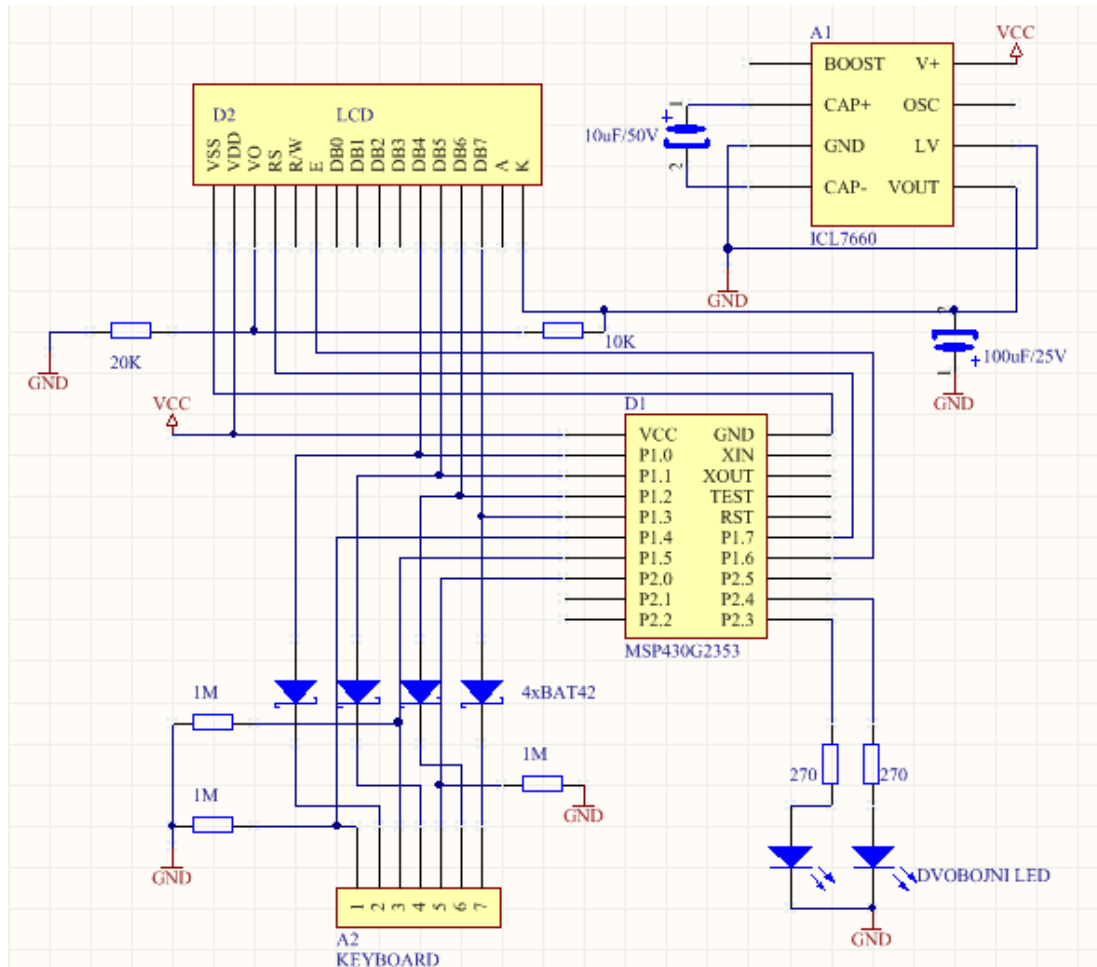 A1
VCC
BOOST V+
CAP+ OSC
GND LV
CAP- VOUT
ICL7660
1
10uF/50V
2
GND
D2 LCD
VSS VDD VO RS R/W E DB0 DB1 DB2 DB3 DB4 DB5 DB6 DB7 A K
20K
GND
10K
2
100uF/25V
1
GND
VCC
D1
VCC GND
P1.0 XIN
P1.1 XOUT
P1.2 TEST
P1.3 RST
P1.4 P1.7
P1.5 P1.6
P2.0 P2.5
P2.1 P2.4
P2.2 P2.3
MSP430G2353
1M
4xBAT42
1M
GND
1M
GND
270
270
DVOBOJNI LED
GND
1 2 3 4 5 6 7
A2
KEYBOARD